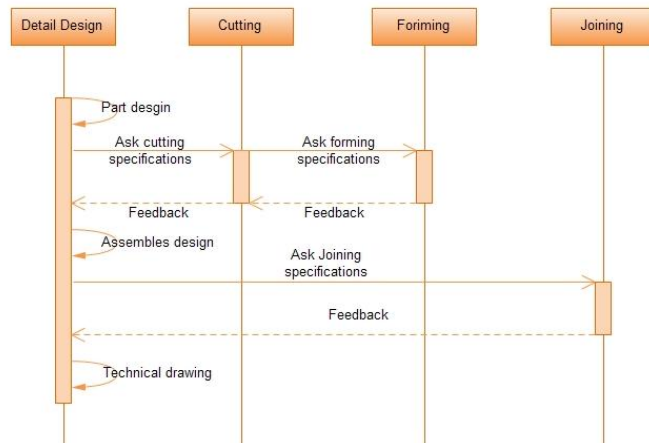 Detail Design
Cutting
Foriming
Joining
Part desgin
Ask cutting
specifications
Ask forming
specifications
Feedback
Feedback
Assembles design
Ask Joining
specifications
Feedback
Technical drawing